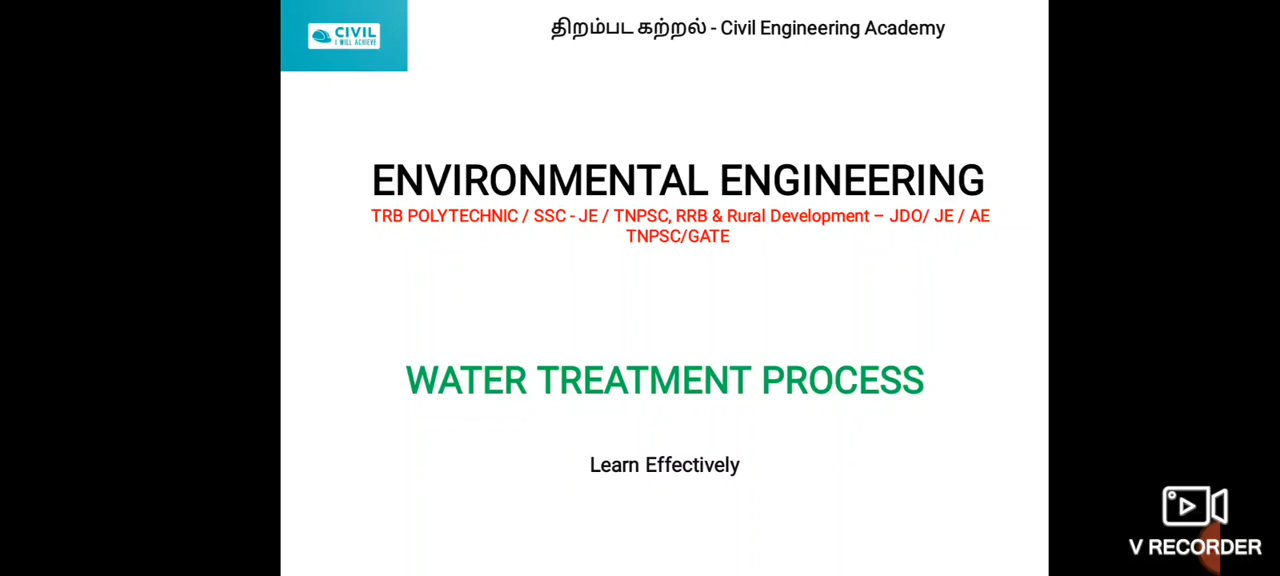 CIVIL
I WILL ACHIEVE
திறம்பட கற்றல் - Civil Engineering Academy
ENVIRONMENTAL ENGINEERING
TRB POLYTECHNIC / SSC - JE / TNPSC, RRB & Rural Development – JDO/ JE / AE
TNPSC/GATE
WATER TREATMENT PROCESS
Learn Effectively
V RECORDER